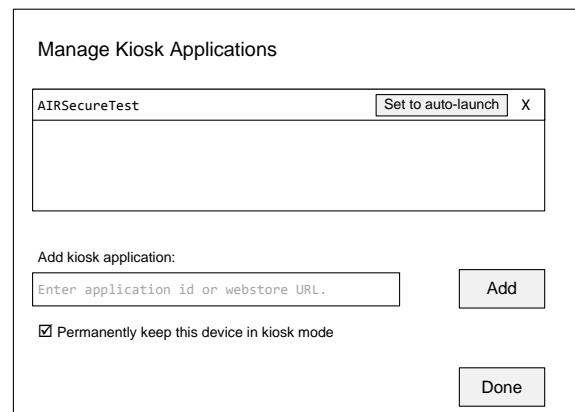 Manage Kiosk Applications
AIRSecureTest Set to auto-launch X
Add kiosk application:
Enter application id or webstore URL. Add
Permanently keep this device in kiosk mode
Done